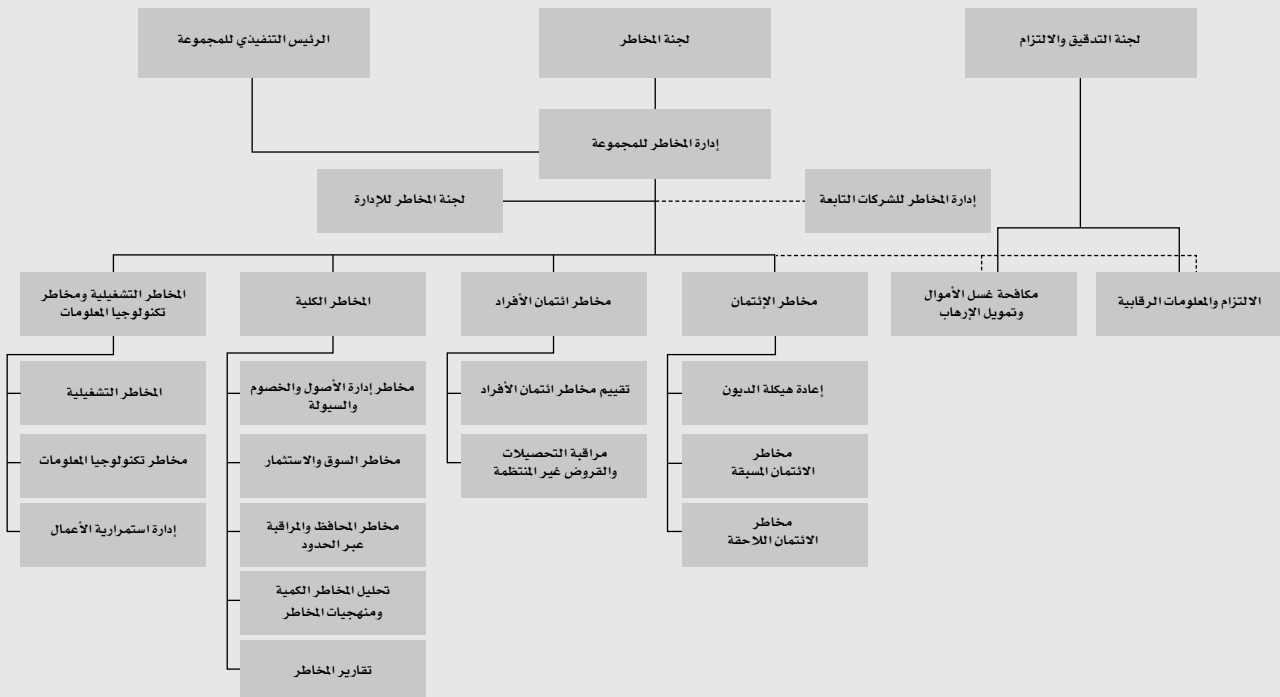 لجنة التدقيق والالتزام
لجنة المخاطر
الرئيس التنفيذي للمجموعة
إدارة المخاطر للمجموعة
إدارة المخاطر للشركات التابعة
لجنة المخاطر للإدارة
الالتزام والمعلومات الرقابية
مكافحة غسل الأموال
وتمويل الإرهاب
مخاطر الإئتمان
مخاطر ائتمان الأفراد
المخاطر الكلية
المخاطر التشغيلية ومخاطر
تكنولوجيا المعلومات
إعادة هيكلة الديون
مخاطر
الائتمان المسبقة
مخاطر
الائتمان اللاحقة
تقييم مخاطر ائتمان الأفراد
مراقبة التحصيلات
والقروض غير المنتظمة
مخاطر إدارة الأصول والخصوم
والسيولة
مخاطر السوق والاستثمار
مخاطر المحافظ والمراقبة
عبر الحدود
تحليل المخاطر الكمية
ومنهجيات المخاطر
تقارير المخاطر
المخاطر التشغيلية
مخاطر تكنولوجيا المعلومات
إدارة استمرارية الأعمال